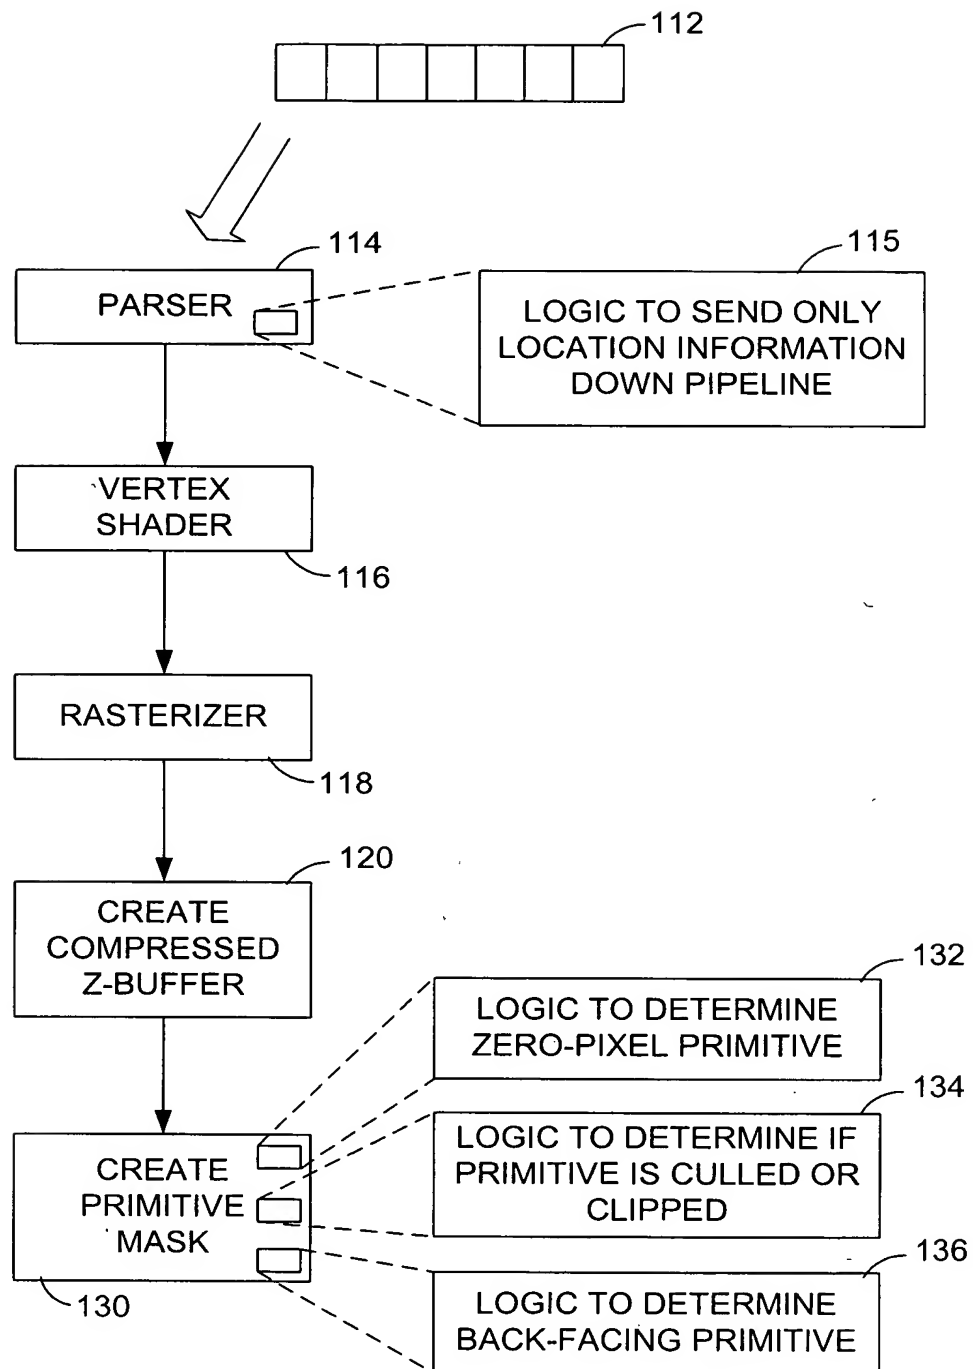 112
114
PARSER
115
LOGIC TO SEND ONLY
LOCATION INFORMATION
DOWN PIPELINE
VERTEX
SHADER
116
RASTERIZER
118
120
CREATE
COMPRESSED
Z-BUFFER
132
LOGIC TO DETERMINE
ZERO-PIXEL PRIMITIVE
134
LOGIC TO DETERMINE IF
PRIMITIVE IS CULLED OR
CLIPPED
CREATE
PRIMITIVE
MASK
130
136
LOGIC TO DETERMINE
BACK-FACING PRIMITIVE